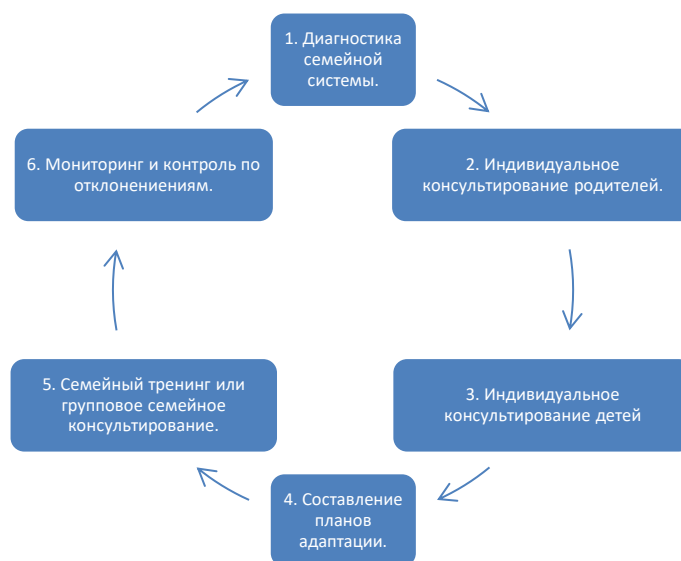 1. Диагностика
семейной
системы.
2. Индивидуальное
консультирование родителей.
3. Индивидуальное
консультирование детей
4. Составление
планов
адаптации.
5. Семейный тренинг или
групповое семейное
консультирование.
6. Мониторинг и контроль по
отклоненениям.